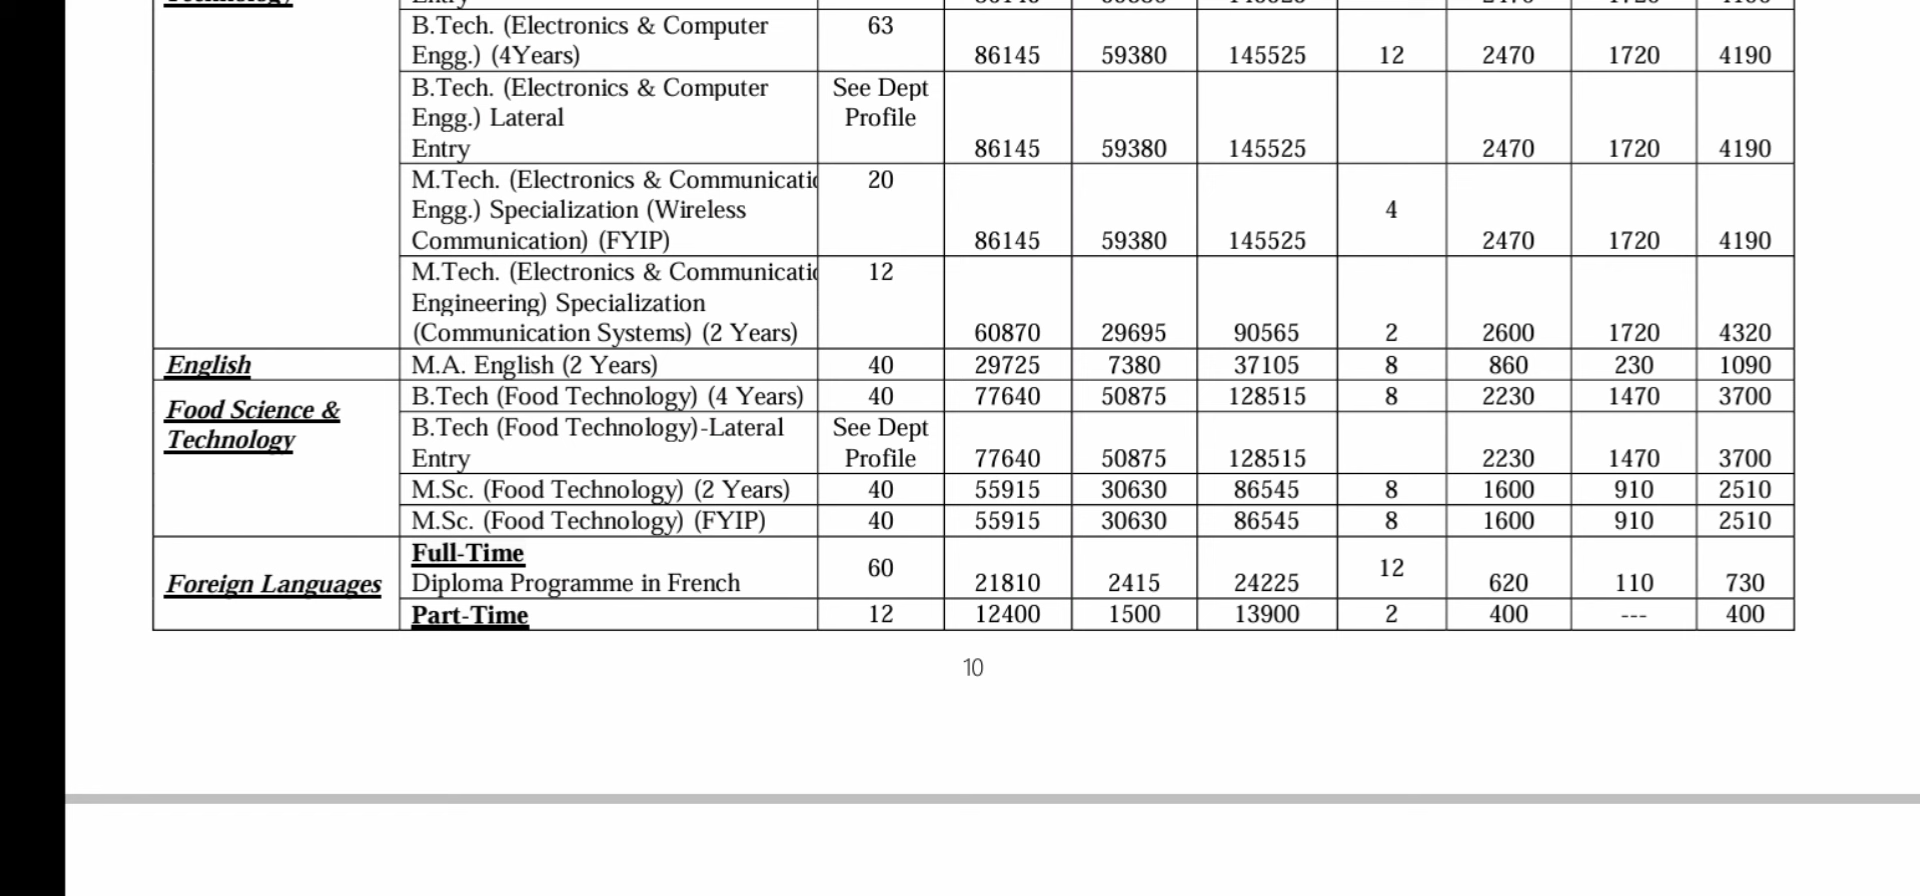 B.Tech. (Electronics & Computer 63
Engg.) (4Years) 86145 59380 145525 12 2470 1720 4190
B.Tech. (Electronics & Computer See Dept
Engg.) Lateral Profile
Entry 86145 59380 145525 2470 1720 4190
M.Tech. (Electronics & Communicatio 20
Engg.) Specialization (Wireless 4
Communication) (FYIP) 86145 59380 145525 2470 1720 4190
M.Tech. (Electronics & Communicatio 12
Engineering) Specialization
(Communication Systems) (2 Years) 60870 29695 90565 2 2600 1720 4320
English M.A. English (2 Years) 40 29725 7380 37105 8 860 230 1090
Food Science & B.Tech (Food Technology) (4 Years) 40 77640 50875 128515 8 2230 1470 3700
Technology B.Tech (Food Technology)-Lateral See Dept
Entry Profile 77640 50875 128515 2230 1470 3700
M.Sc. (Food Technology) (2 Years) 40 55915 30630 86545 8 1600 910 2510
M.Sc. (Food Technology) (FYIP) 40 55915 30630 86545 8 1600 910 2510
Full-Time
Foreign Languages Diploma Programme in French 60 21810 2415 24225 12 620 110 730
Part-Time 12 12400 1500 13900 2 400 --- 400
10